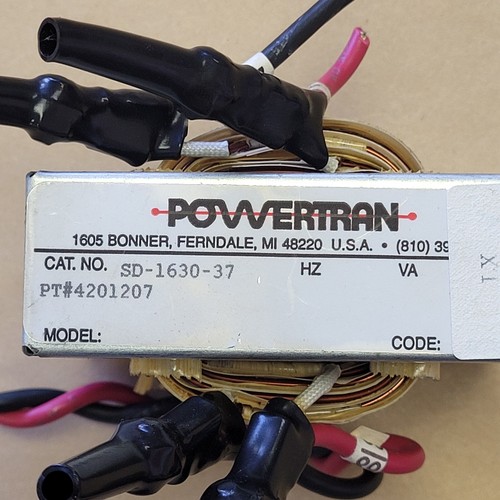 POWERTRAN
1605 BONNER, FERNDALE, MI 48220 U.S.A. • (810) 39
CAT. NO. SD-1630-37 HZ VA
PT#4201207
MODEL: CODE: